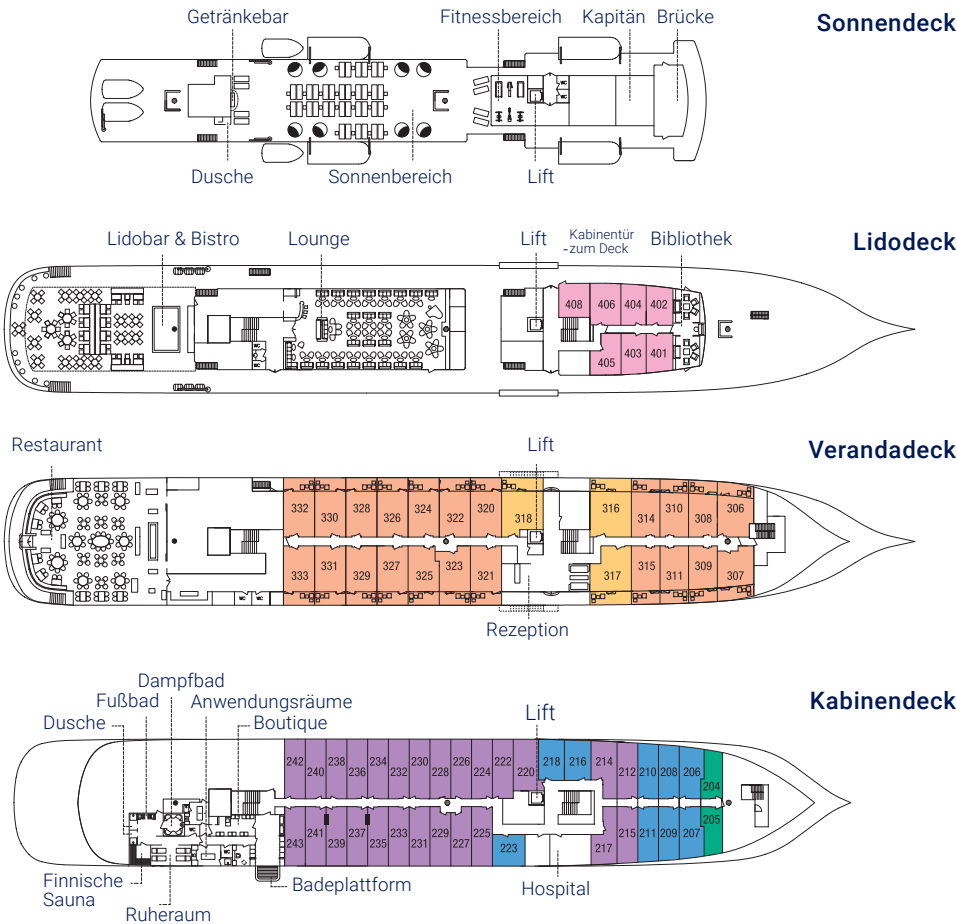 Getränkebar
Fitnessbereich
Kapitän
Brücke
Sonnendeck
Dusche
Sonnenbereich
Lift
Lidobar & Bistro
Lounge
Lift
Kabinentür
-zum Deck
Bibliothek
Lidodeck
408 406 404 402
405 403 401
Restaurant
Lift
Verandadeck
332 330 328 326 324 322 320 318 316 314 310 308 306
333 331 329 327 325 323 321 317 315 311 309 307
Rezeption
Dampfbad
Fußbad
Anwendungsräume
Dusche
Boutique
Lift
Kabinendeck
242 240 238 236 234 232 230 228 226 224 222 220 218 216 214 212 210 208 206 204
243 241 239 237 235 233 231 229 227 225 223 217 215 211 209 207 205
Finnische
Sauna
Ruheraum
Badeplattform
Hospital